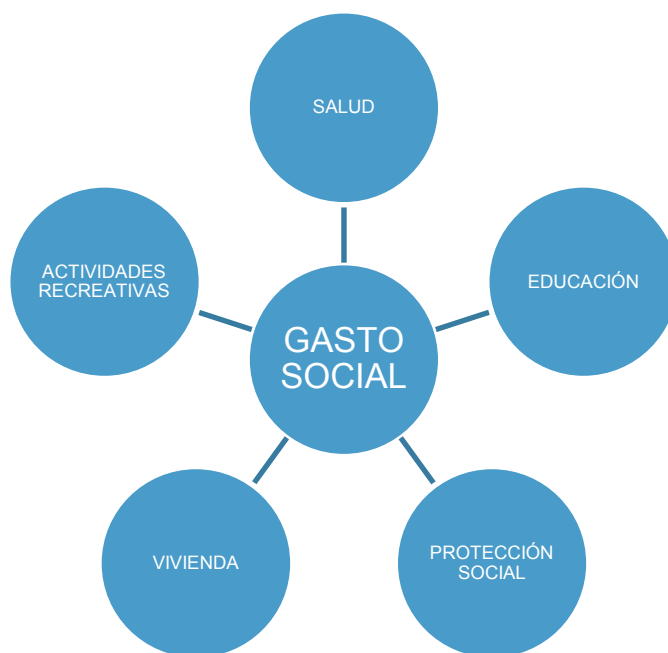 SALUD
ACTIVIDADES
RECREATIVAS
EDUCACIÓN
GASTO
SOCIAL
VIVIENDA
PROTECCIÓN
SOCIAL